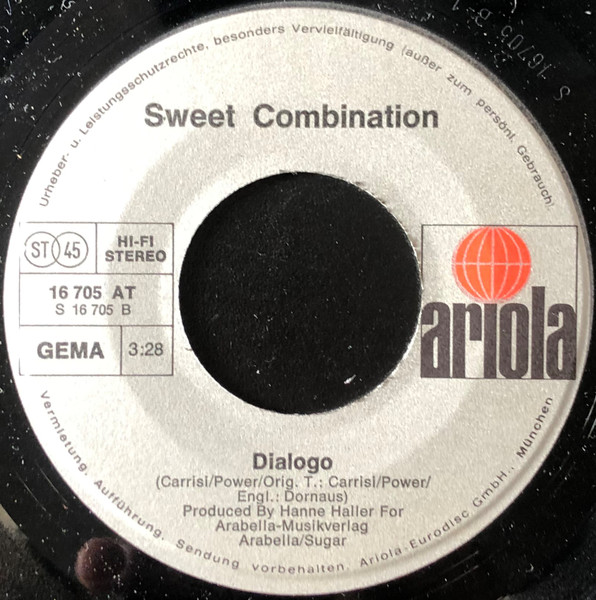 Urheber- u. Leistungsschutzrechte, besonders Vervielfältigung (außer zum persönl. Gebrauch),
S 16705 B-1
Sweet Combination
ST 45
HI-FI
STEREO
16 705 AT
S 16 705 B
GEMA
3:28
ariola
Dialogo
(Carrisi/Power/Orig. T.: Carrisi/Power/
Engl.: Dornaus)
Produced By Hanne Haller For
Arabella-Musikverlag
Arabella/Sugar
Vermietung, Aufführung, Sendung vorbehalten. Ariola-Eurodisc GmbH., München